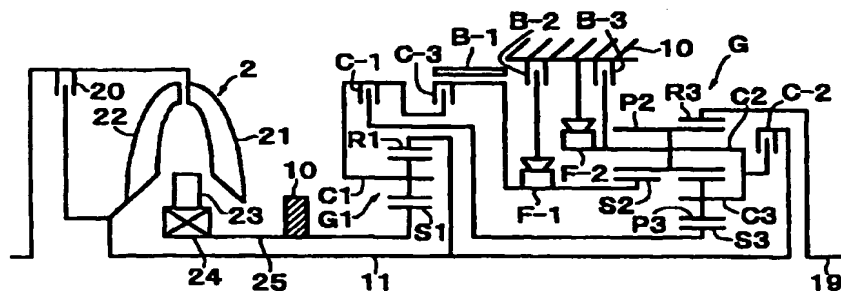 B-2 B-3
B-1 10 G
C-3
C-1 R3
20 2 P2 C2 C-2
22 21 R1
F-2
10
23 C1 S2
G1 F-1 C3
S1 P3 S3
24 25 11 19